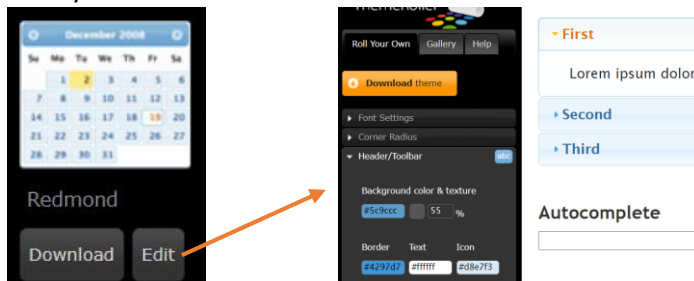 December 2008
Su Mo Tu We Th Fr Sa
1 2 3 4 5 6
7 8 9 10 11 12 13
14 15 16 17 18 19 20
21 22 23 24 25 26 27
28 29 30 31
Redmond
Download Edit
ThemeRoller
Roll Your Own Gallery Help
Download theme
Font Settings
Corner Radius
Header/Toolbar abc
Background color & texture
#5c9ccc 55 %
Border Text Icon
#4297d7 #ffffff #d8e7f3
First
Lorem ipsum dolor
Second
Third
Autocomplete